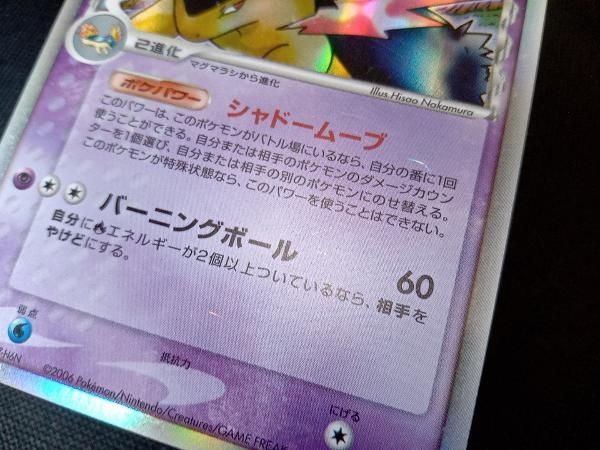 2進化
マグマラシから進化
Illus.Hisao Nakamura
ポケパワー
シャドームーブ
このパワーは、このポケモンがバトル場にいるなら、自分の番に1回
使うことができる。自分または相手のポケモンのダメージカウン
ターを1個選び、自分または相手の別のポケモンにのせ替える。
このポケモンが特殊状態なら、このパワーを使うことはできない。
バーニングボール
60
自分にエネルギーが2個以上ついているなら、相手を
やけどにする。
弱点
抵抗力
にげる
©2006 Pokémon/Nintendo/Creatures/GAME FREAK